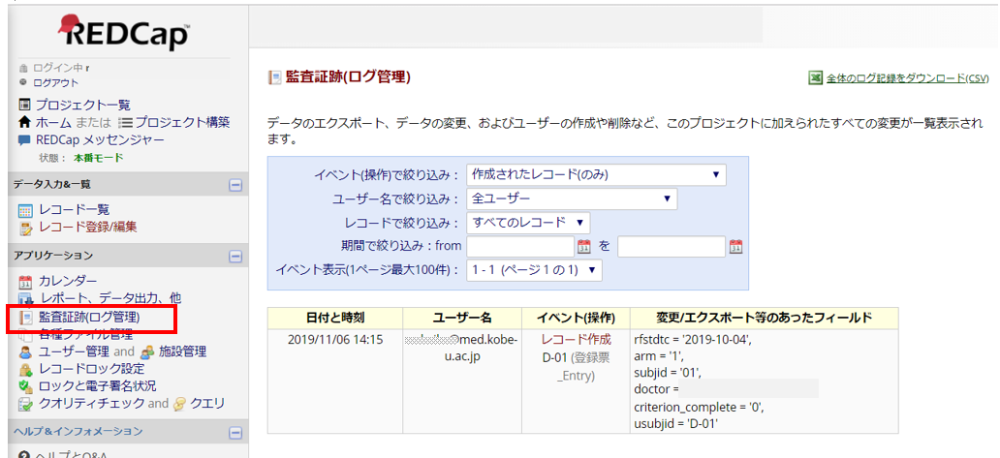 REDCap™
ログイン中 r
ログアウト
プロジェクト一覧
ホーム または プロジェクト構築
REDCap メッセンジャー
状態： 本番モード
データ入力&一覧
レコード一覧
レコード登録/編集
アプリケーション
カレンダー
レポート、データ出力、他
監査証跡(ログ管理)
各種ファイル管理
ユーザー管理 and 施設管理
レコードロック設定
ロックと電子署名状況
クオリティチェック and クエリ
ヘルプ＆インフォメーション
ヘルプとQ&A
監査証跡(ログ管理)
全体のログ記録をダウンロード(CSV)
データのエクスポート、データの変更、およびユーザーの作成や削除など、このプロジェクトに加えられたすべての変更が一覧表示され
ます。
イベント(操作)で絞り込み： 作成されたレコード(のみ)
ユーザー名で絞り込み： 全ユーザー
レコードで絞り込み： すべてのレコード
期間で絞り込み：from を
イベント表示(1ページ最大100件)： 1 - 1 (ページ 1 の 1)
日付と時刻 ユーザー名 イベント(操作) 変更/エクスポート等のあったフィールド
2019/11/06 14:15 @med.kobe- レコード作成 rfstdtc = '2019-10-04',
u.ac.jp D-01 (登録票 arm = '1',
_Entry) subjid = '01',
doctor =
criterion_complete = '0',
usubjid = 'D-01'